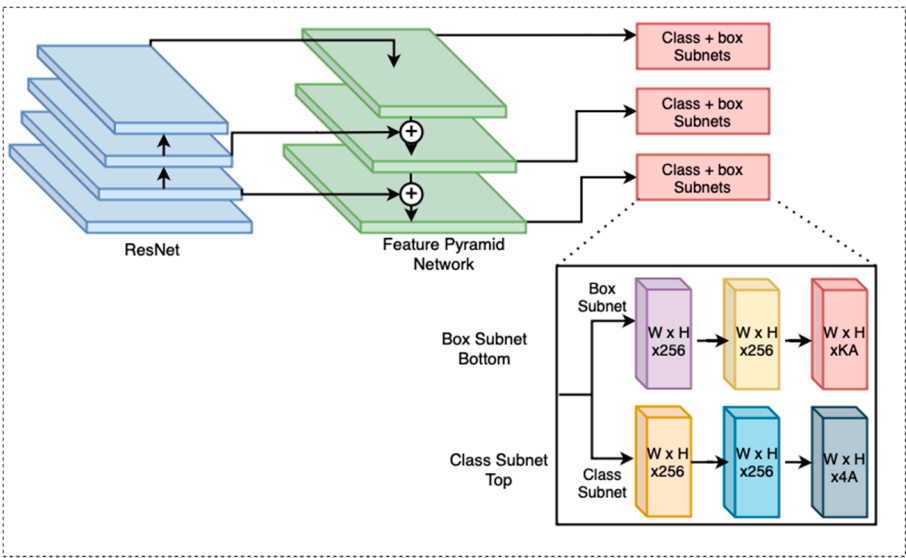 Class + box
Subnets
Class + box
Subnets
Class + box
Subnets
ResNet
Feature Pyramid
Network
Box Subnet
Bottom
Box
Subnet
W x H
x256
W x H
x256
W x H
xKA
Class Subnet
Top
Class
Subnet
W x H
x256
W x H
x256
W x H
x4A